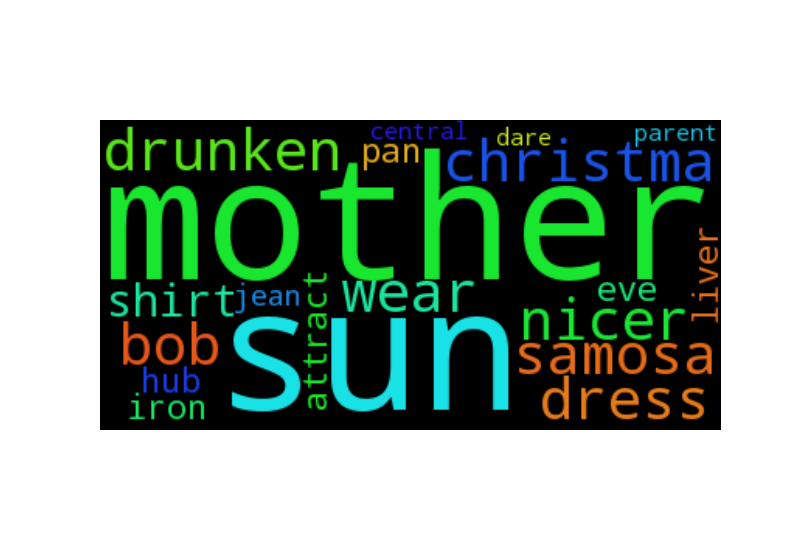 central dare parent
drunken pan christma
mother
liver
shirt jean attract wear eve
nicer
bob sun samosa
hub
iron dress